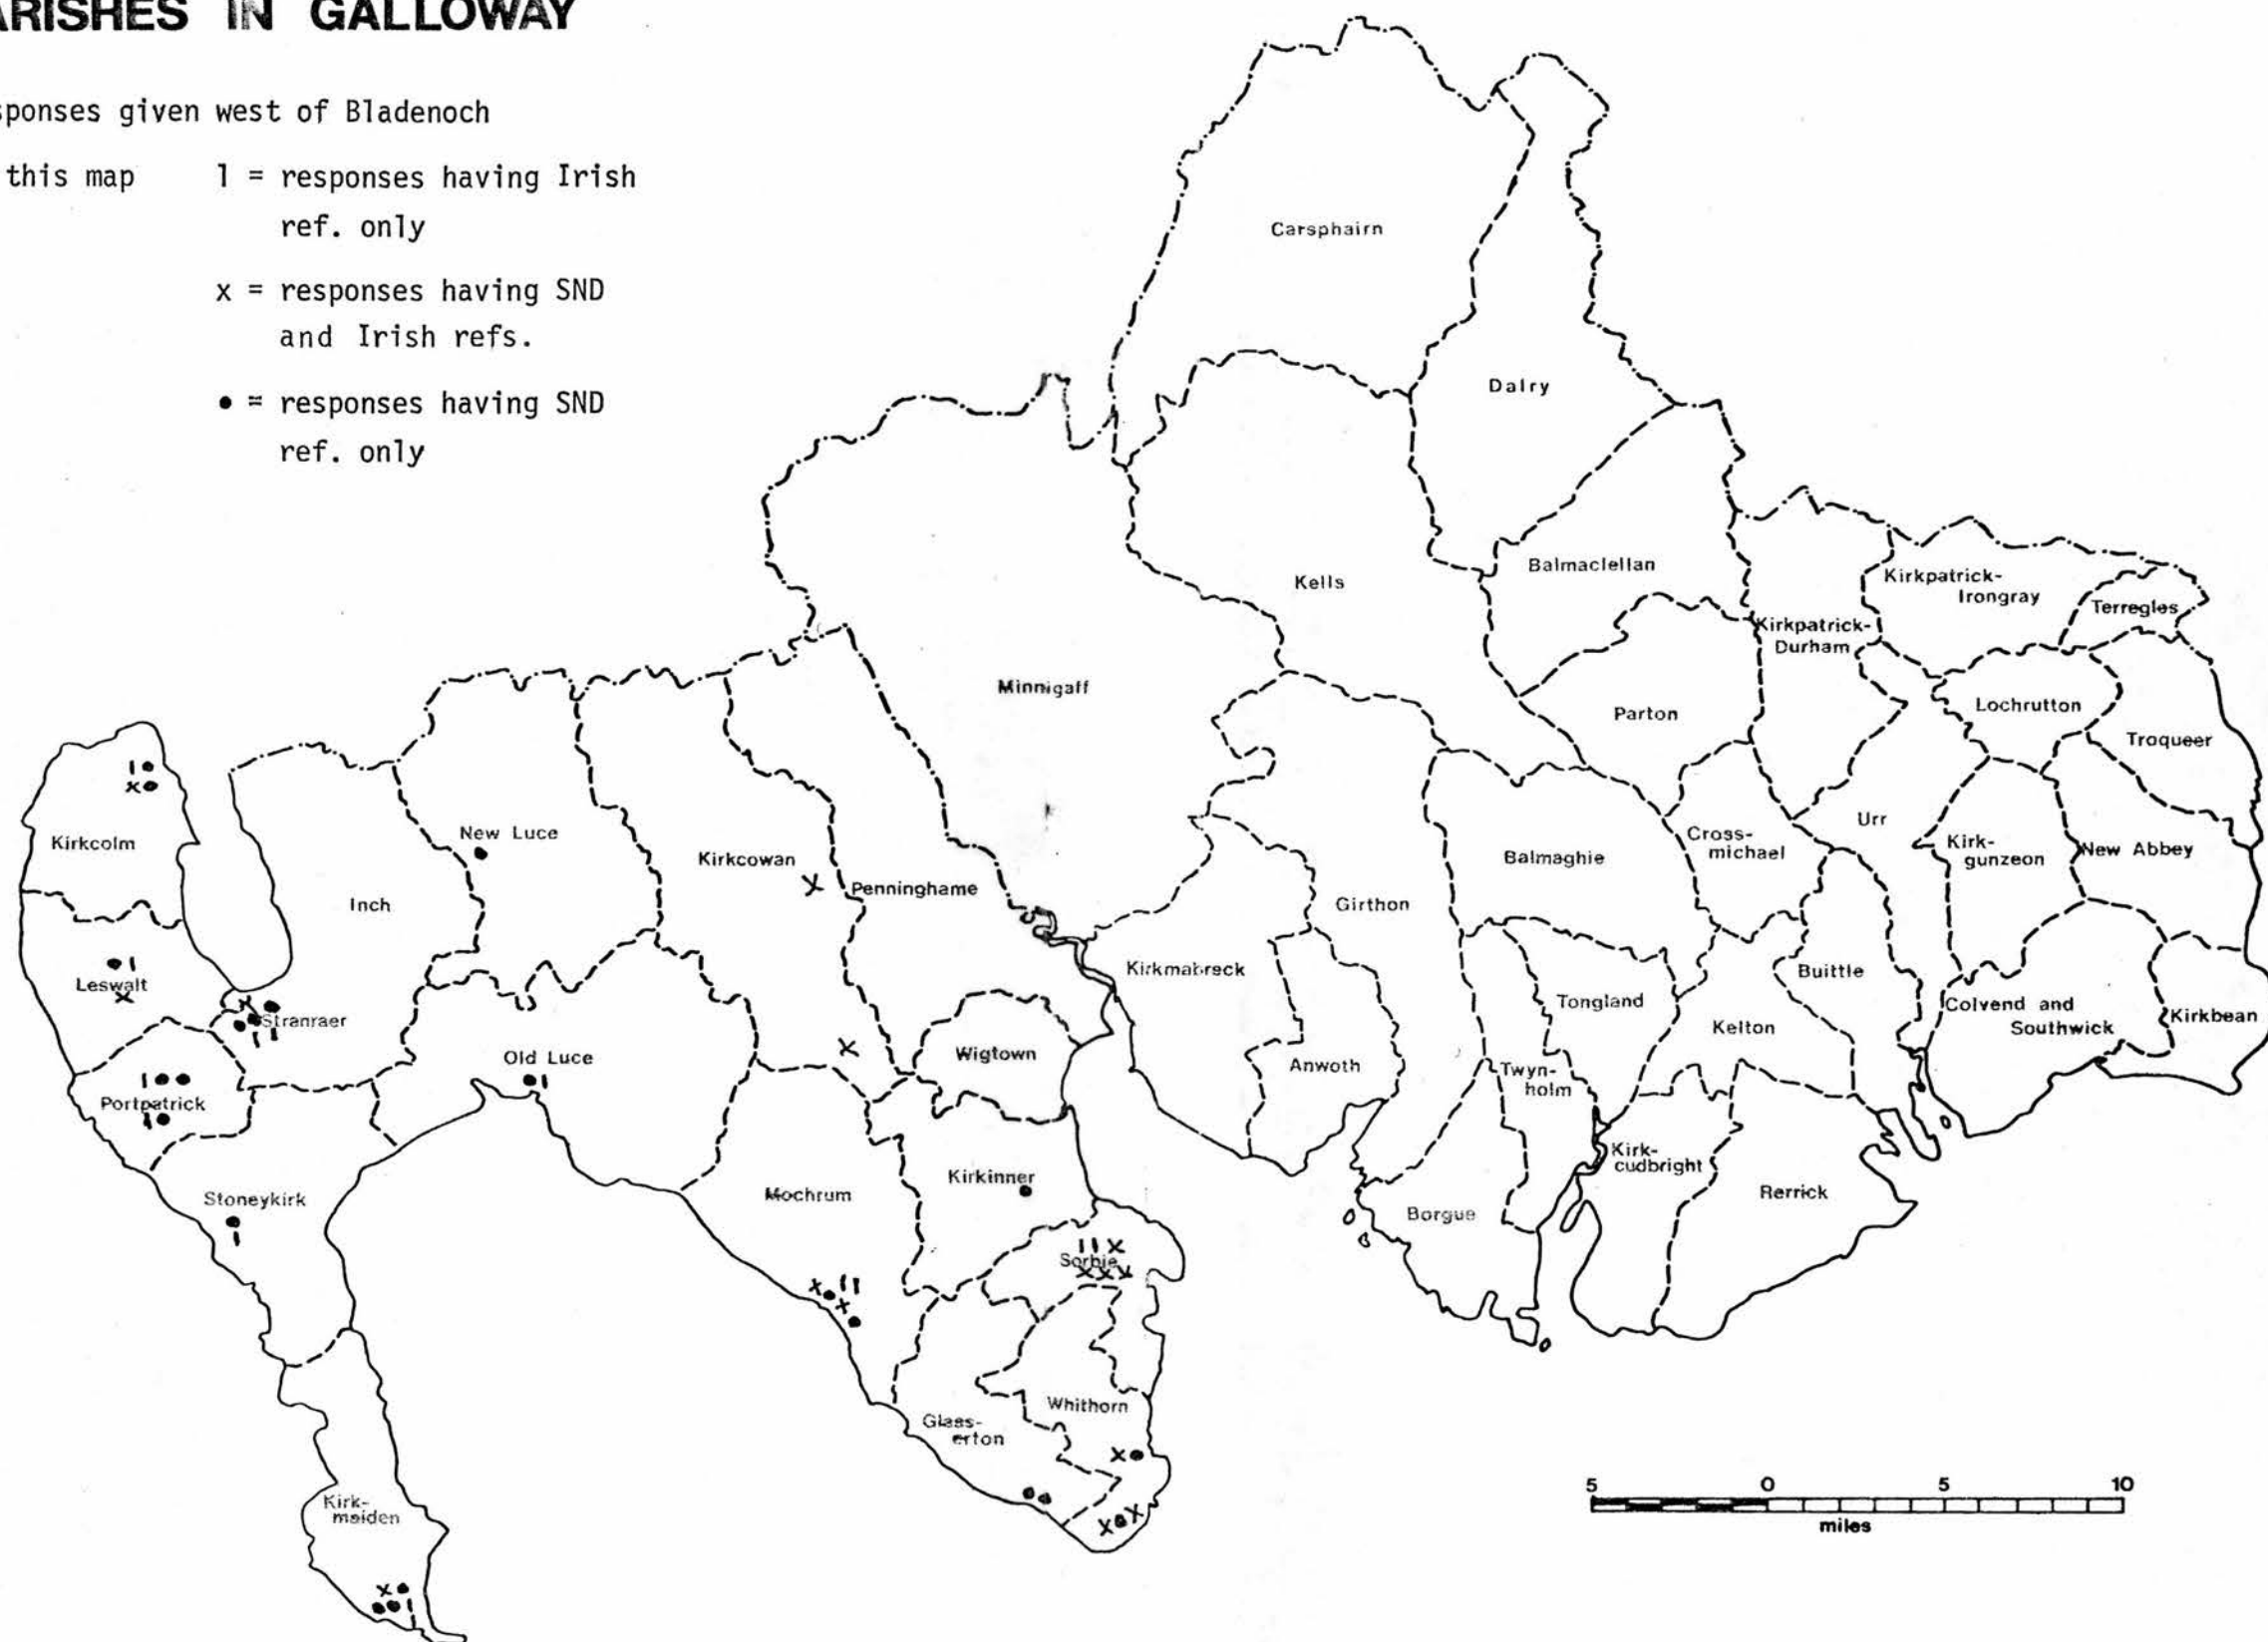 ARISHES IN GALLOWAY
sponses given west of Bladenoch
this map 1 = responses having Irish
ref. only
x = responses having SND
and Irish refs.
• = responses having SND
ref. only
Carsphairn
Dalry
Balmaclellan
Kells
Kirkpatrick-
Irongray
Terregles
Kirkpatrick-
Durham
Minnigaff
Parton
Lochrutton
Troqueer
Kirkcolm
New Luce
Kirkcowan
Penninghame
Balmaghie
Cross-
michael
Urr
Kirk-
gunzeon
New Abbey
Inch
Girthon
Leswalt
Kirkmabreck
Buittle
Stranraer
Tongland
Kelton
Colvend and
Southwick
Kirkbean
Old Luce
Wigtown
Anwoth
Twyn-
holm
Portpatrick
Kirk-
cudbright
Stoneykirk
Mochrum
Kirkinner
Borgue
Rerrick
Sorbie
Whithorn
Glass-
erton
Kirk-
maiden
5 0 5 10
miles